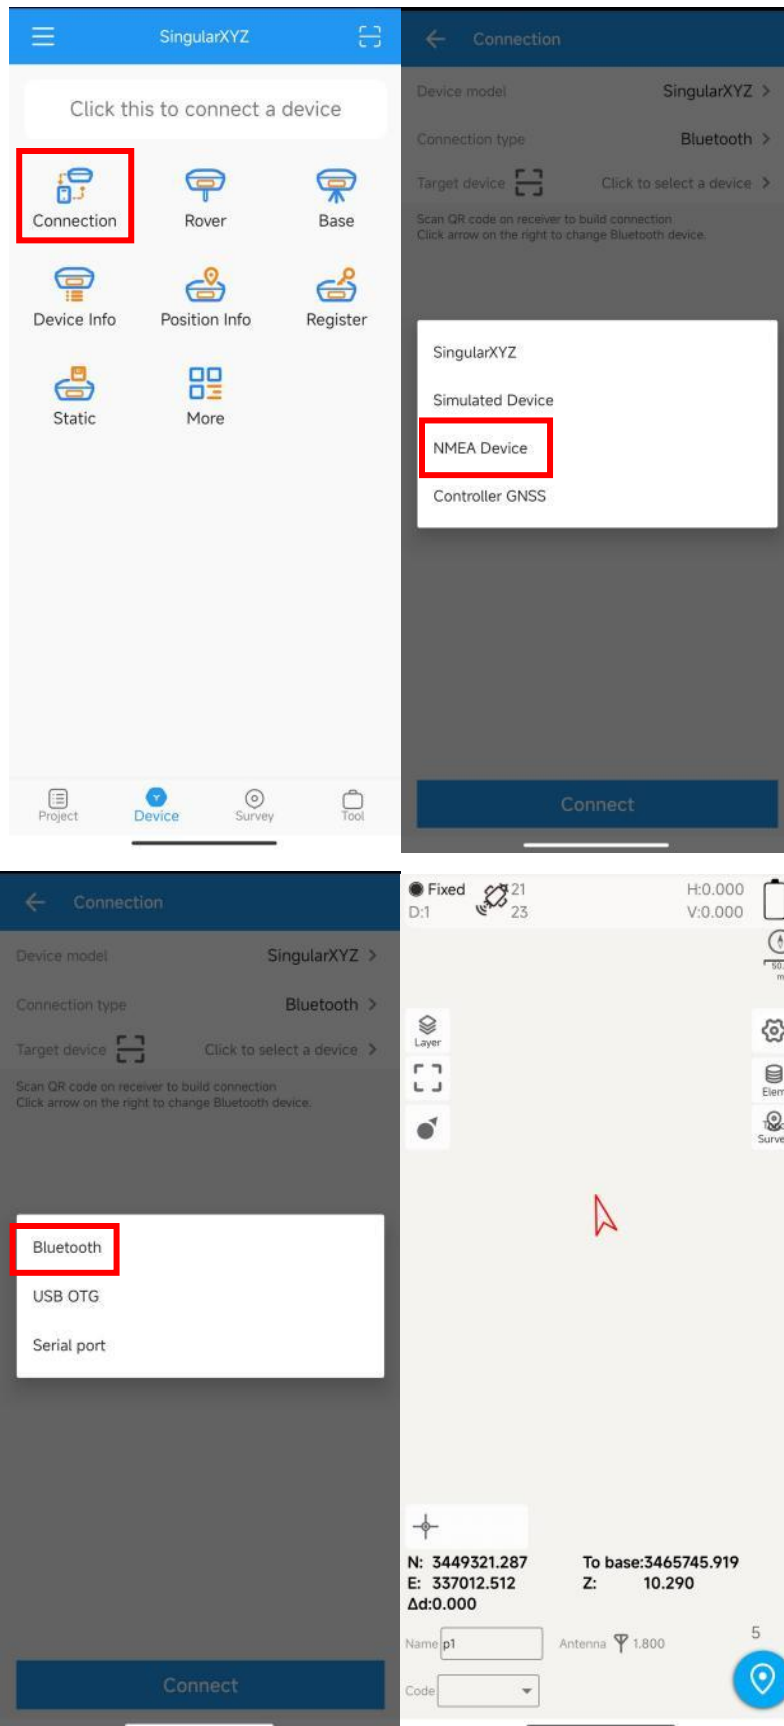 SingularXYZ
Click this to connect a device
Connection
Rover
Base
Device Info
Position Info
Register
Static
More
Project
Device
Survey
Tool
Connection
Device model
SingularXYZ
Connection type
Bluetooth
Target device
Click to select a device
Scan QR code on receiver to build connection
Click arrow on the right to change Bluetooth device.
SingularXYZ
Simulated Device
NMEA Device
Controller GNSS
Connect
Connection
Device model
SingularXYZ
Connection type
Bluetooth
Target device
Click to select a device
Scan QR code on receiver to build connection
Click arrow on the right to change Bluetooth device.
Bluetooth
USB OTG
Serial port
Connect
Fixed
21
H:0.000
D:1
23
V:0.000
Layer
N: 3449321.287
To base:3465745.919
E: 337012.512
Z: 10.290
Δd:0.000
Name
p1
Antenna
1.800
5
Code